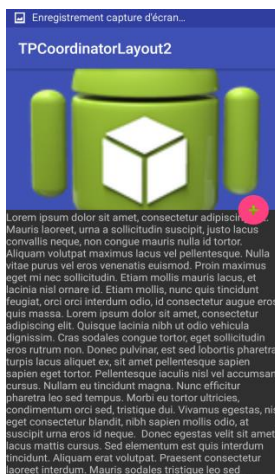 Enregistrement capture d'écran...
TPCoordinatorLayout2
Lorem ipsum dolor sit amet, consectetur adipiscin
Mauris laoreet, urna a sollicitudin suscipit, justo lacus
convallis neque, non congue mauris nulla id tortor.
Aliquam volutpat maximus lacus vel pellentesque. Nulla
vitae purus vel eros venenatis euismod. Proin maximus
eget mi nec sollicitudin. Etiam mollis mauris lacus, et
lacinia nisl ornare id. Etiam mollis, nunc quis tincidunt
feugiat, orci orci interdum odio, id consectetur augue eros
quis massa. Lorem ipsum dolor sit amet, consectetur
adipiscing elit. Quisque lacinia nibh ut odio vehicula
dignissim. Cras sodales congue tortor, eget sollicitudin
eros rutrum non. Donec pulvinar, est sed lobortis pharetra
turpis lacus aliquet ex, sit amet pellentesque sapien
sapien eget tortor. Pellentesque iaculis nisl vel accumsan
cursus. Nullam eu tincidunt magna. Nunc efficitur
pharetra leo sed tempus. Morbi eu tortor ultricies,
condimentum orci sed, tristique dui. Vivamus egestas, nis
eget consectetur blandit, nibh sapien mollis odio, at
suscipit urna eros id neque. Donec egestas velit sit amet
lacus mattis cursus. Sed elementum est quis interdum
tincidunt. Aliquam erat volutpat. Praesent consectetur
laoreet interdum. Mauris sodales tristique leo sed